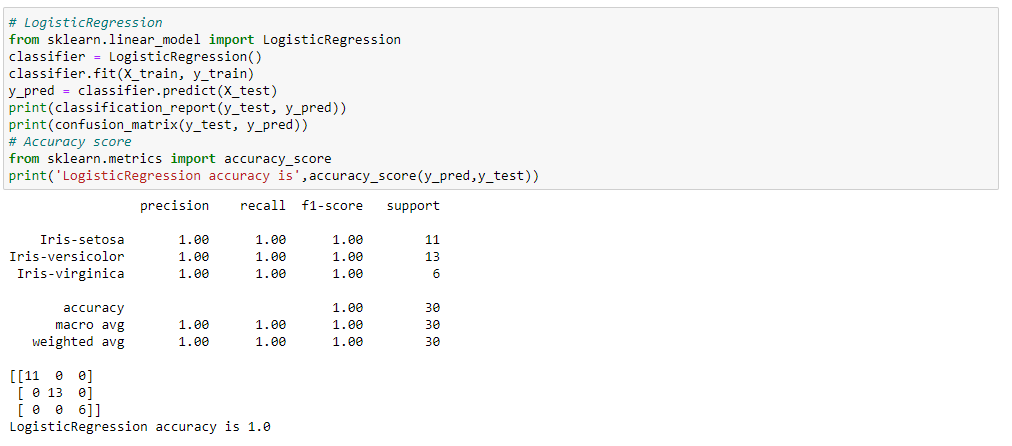 # LogisticRegression
from sklearn.linear_model import LogisticRegression
classifier = LogisticRegression()
classifier.fit(X_train, y_train)
y_pred = classifier.predict(X_test)
print(classification_report(y_test, y_pred))
print(confusion_matrix(y_test, y_pred))
# Accuracy score
from sklearn.metrics import accuracy_score
print('LogisticRegression accuracy is',accuracy_score(y_pred,y_test))
precision recall f1-score support
Iris-setosa 1.00 1.00 1.00 11
Iris-versicolor 1.00 1.00 1.00 13
Iris-virginica 1.00 1.00 1.00 6
accuracy 1.00 30
macro avg 1.00 1.00 1.00 30
weighted avg 1.00 1.00 1.00 30
[[11 0 0]
[ 0 13 0]
[ 0 0 6]]
LogisticRegression accuracy is 1.0